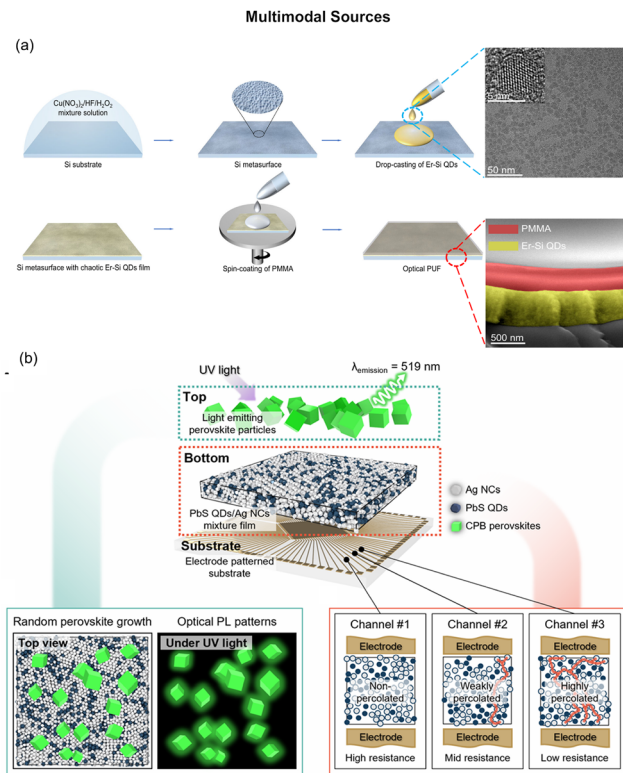 Multimodal Sources
(a)
Cu(NO3)2/HF/H2O2
mixture solution
Si substrate
Si metasurface
Drop-casting of Er-Si QDs
5 nm
50 nm
Si metasurface with chaotic Er-Si QDs film
Spin-coating of PMMA
Optical PUF
PMMA
Er-Si QDs
500 nm
(b)
UV light
λemission = 519 nm
Top
Light emitting
perovskite particles
Bottom
PbS QDs/Ag NCs
mixture film
Substrate
Electrode patterned
substrate
Ag NCs
PbS QDs
CPB perovskites
Random perovskite growth
Top view
Optical PL patterns
Under UV light
Channel #1
Electrode
Non-
percolated
Electrode
High resistance
Channel #2
Electrode
Weakly
percolated
Electrode
Mid resistance
Channel #3
Electrode
Highly
percolated
Electrode
Low resistance